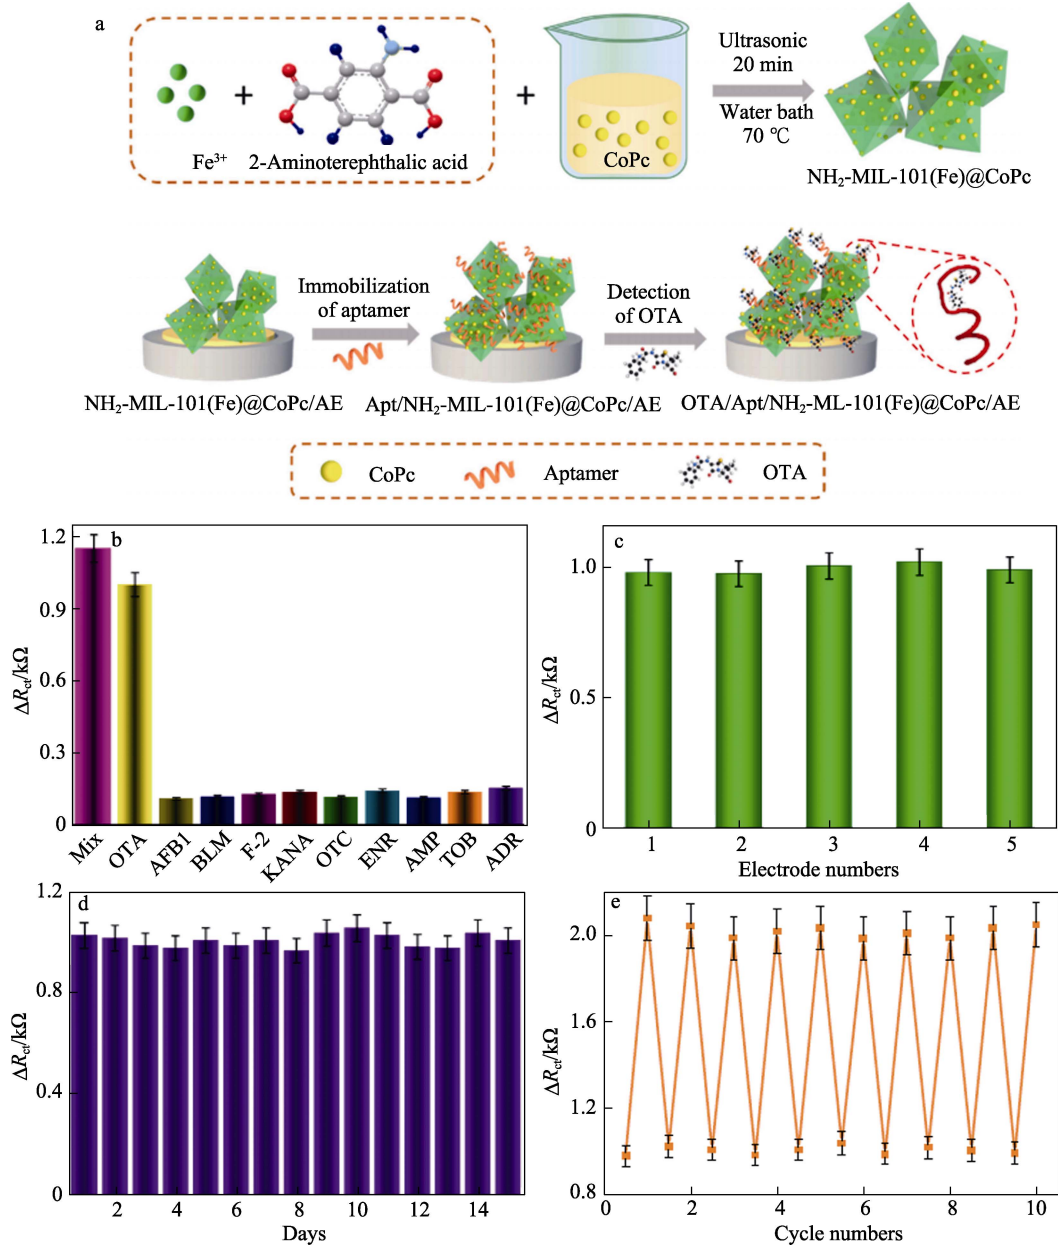 a
Fe³⁺
2-Aminoterephthalic acid
+
+
CoPc
Ultrasonic
20 min
Water bath
70 ℃
NH₂-MIL-101(Fe)@CoPc
Immobilization
of aptamer
Detection
of OTA
NH₂-MIL-101(Fe)@CoPc/AE
Apt/NH₂-MIL-101(Fe)@CoPc/AE
OTA/Apt/NH₂-ML-101(Fe)@CoPc/AE
CoPc
Aptamer
OTA
b
ΔR_ct/kΩ
1.2
0.9
0.6
0.3
0
Mix
OTA
AFB1
BLM
F-2
KANA
OTC
ENR
AMP
TOB
ADR
c
ΔR_ct/kΩ
1.0
0.5
0
1 2 3 4 5
Electrode numbers
d
ΔR_ct/kΩ
1.2
0.8
0.4
0
2 4 6 8 10 12 14
Days
e
ΔR_ct/kΩ
2.0
1.6
1.2
0.8
0 2 4 6 8 10
Cycle numbers